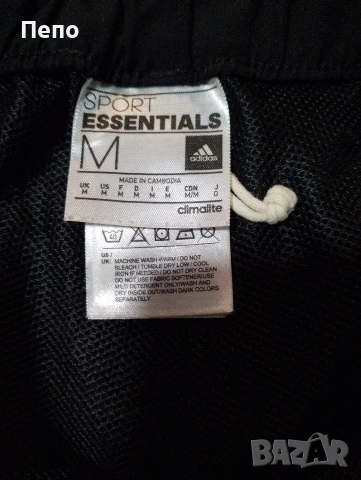 Пепо
SPORT
ESSENTIALS
M
adidas
MADE IN CAMBODIA
UK US F D I E CDN J
M M M M M M M/M O
climalite
40
US /
UK: MACHINE WASH WARM / DO NOT
BLEACH / TUMBLE DRY LOW / COOL
IRON IF NEEDED / DO NOT DRY CLEAN
DO NOT USE FABRIC SOFTENER/USE
MILD DETERGENT ONLY/WASH AND
DRY INSIDE OUT/WASH DARK COLORS
SEPARATELY
BAZAR